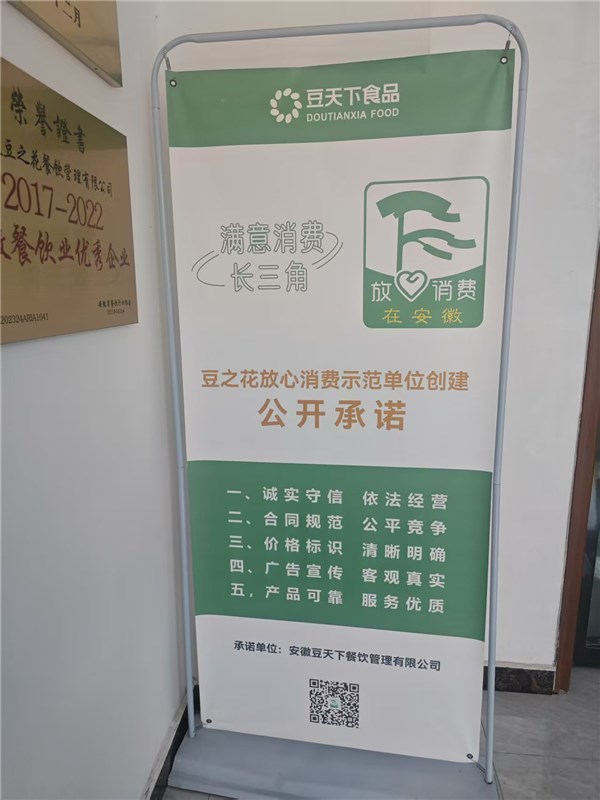 十二月
荣誉證書
豆之花餐饮管理有限公司
2017-2022
餐饮业优秀企业
202324ARIA1041
豆天下食品
DOUTIANXIA FOOD
满意消费
长三角
放 消费
在安徽
豆之花放心消费示范单位创建
公开承诺
一、诚实守信 依法经营
二、合同规范 公平竞争
三、价格标识 清晰明确
四、广告宣传 客观真实
五，产品可靠 服务优质
承诺单位：安徽豆天下餐饮管理有限公司